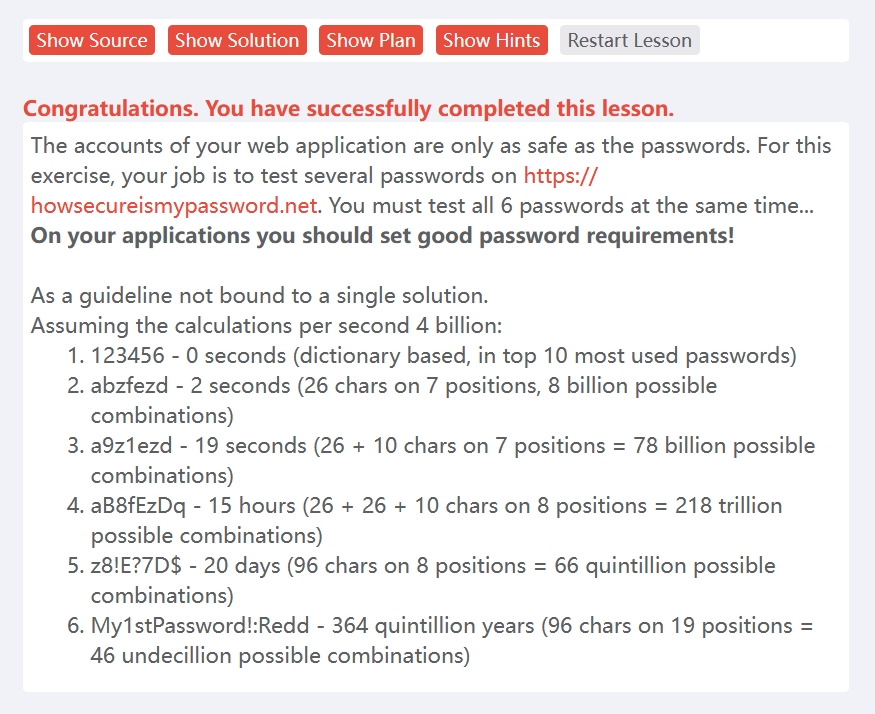 Show Source Show Solution Show Plan Show Hints Restart Lesson
Congratulations. You have successfully completed this lesson.
The accounts of your web application are only as safe as the passwords. For this
exercise, your job is to test several passwords on https://
howsecureismypassword.net. You must test all 6 passwords at the same time...
On your applications you should set good password requirements!
As a guideline not bound to a single solution.
Assuming the calculations per second 4 billion:
1. 123456 - 0 seconds (dictionary based, in top 10 most used passwords)
2. abzfezd - 2 seconds (26 chars on 7 positions, 8 billion possible
combinations)
3. a9z1ezd - 19 seconds (26 + 10 chars on 7 positions = 78 billion possible
combinations)
4. aB8fEzDq - 15 hours (26 + 26 + 10 chars on 8 positions = 218 trillion
possible combinations)
5. z8!E?7D$ - 20 days (96 chars on 8 positions = 66 quintillion possible
combinations)
6. My1stPassword!:Redd - 364 quintillion years (96 chars on 19 positions =
46 undecillion possible combinations)